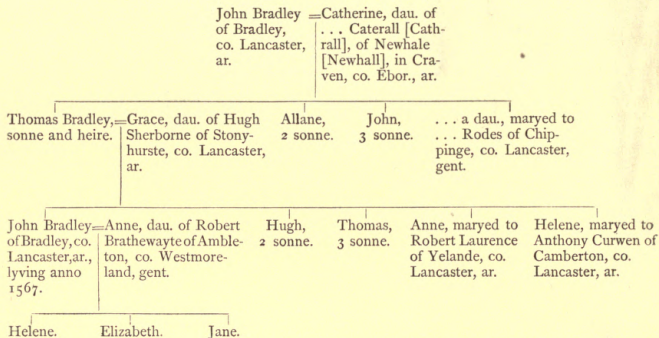 John Bradley = Catherine, dau. of
of Bradley, ... Caterall [Cath-
co. Lancaster, rall], of Newhale
ar. [Newhall], in Cra-
ven, co. Ebor., ar.
Thomas Bradley, = Grace, dau. of Hugh
sonne and heire. Sherborne of Stony-
hurste, co. Lancaster,
ar.
Allane,
2 sonne.
John,
3 sonne.
... a dau., maryed to
... Rodes of Chip-
pinge, co. Lancaster,
gent.
John Bradley = Anne, dau. of Robert
of Bradley, co. Brathewayte of Amble-
Lancaster, ar., ton, co. Westmore-
lyving anno land, gent.
1567.
Hugh,
2 sonne.
Thomas,
3 sonne.
Anne, maryed to
Robert Laurence
of Yelande, co.
Lancaster, ar.
Helene, maryed to
Anthony Curwen of
Camberton, co.
Lancaster, ar.
Helene. Elizabeth. Jane.